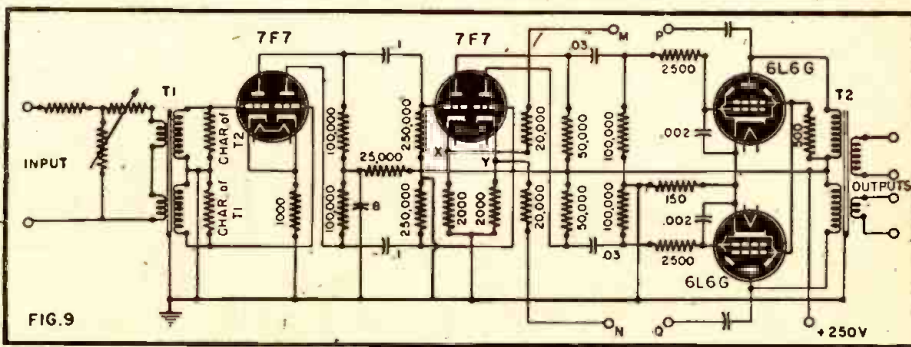 7F7
7F7
6L6G
T1
T2
INPUT
CHAR. of
T2
CHAR. of
T1
1000
100,000
100,000
.1
.1
25,000
8
250,000
250,000
X
Y
2000
2000
20,000
20,000
M
N
P
Q
.03
.03
50,000
50,000
100,000
100,000
2500
2500
.002
.002
150
500
OUTPUTS
6L6G
+250V
FIG.9